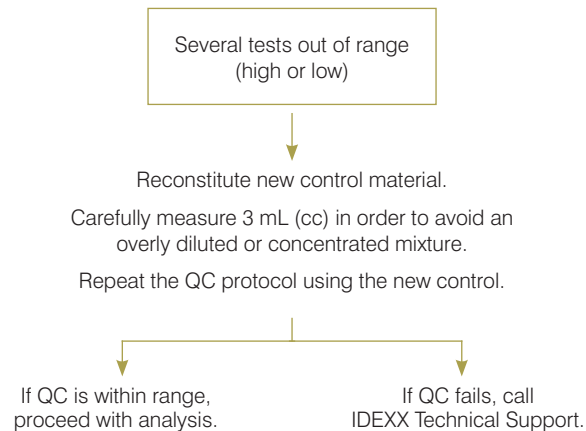 Several tests out of range
(high or low)
Reconstitute new control material.
Carefully measure 3 mL (cc) in order to avoid an
overly diluted or concentrated mixture.
Repeat the QC protocol using the new control.
If QC is within range,
proceed with analysis.
If QC fails, call
IDEXX Technical Support.